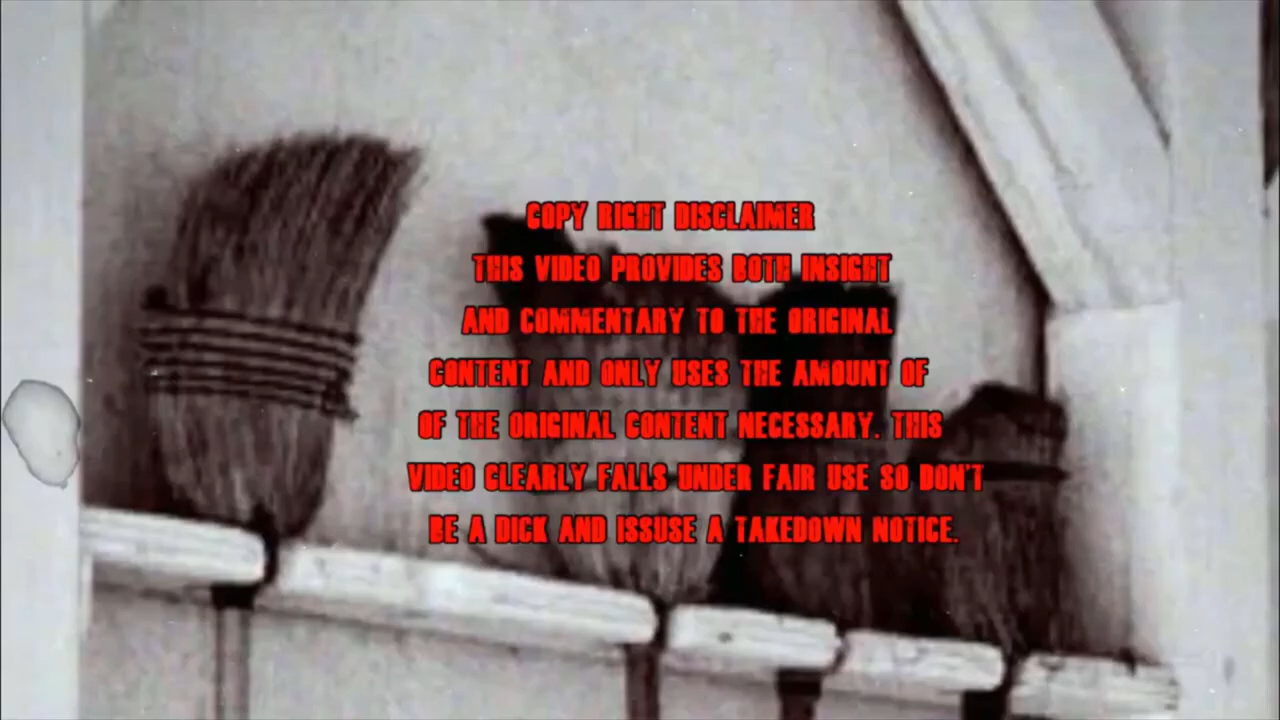 COPY RIGHT DISCLAIMER
THIS VIDEO PROVIDES BOTH INSIGHT
AND COMMENTARY TO THE ORIGINAL
CONTENT AND ONLY USES THE AMOUNT OF
OF THE ORIGINAL CONTENT NECESSARY. THIS
VIDEO CLEARLY FALLS UNDER FAIR USE SO DON'T
BE A DICK AND ISSUSE A TAKEDOWN NOTICE.